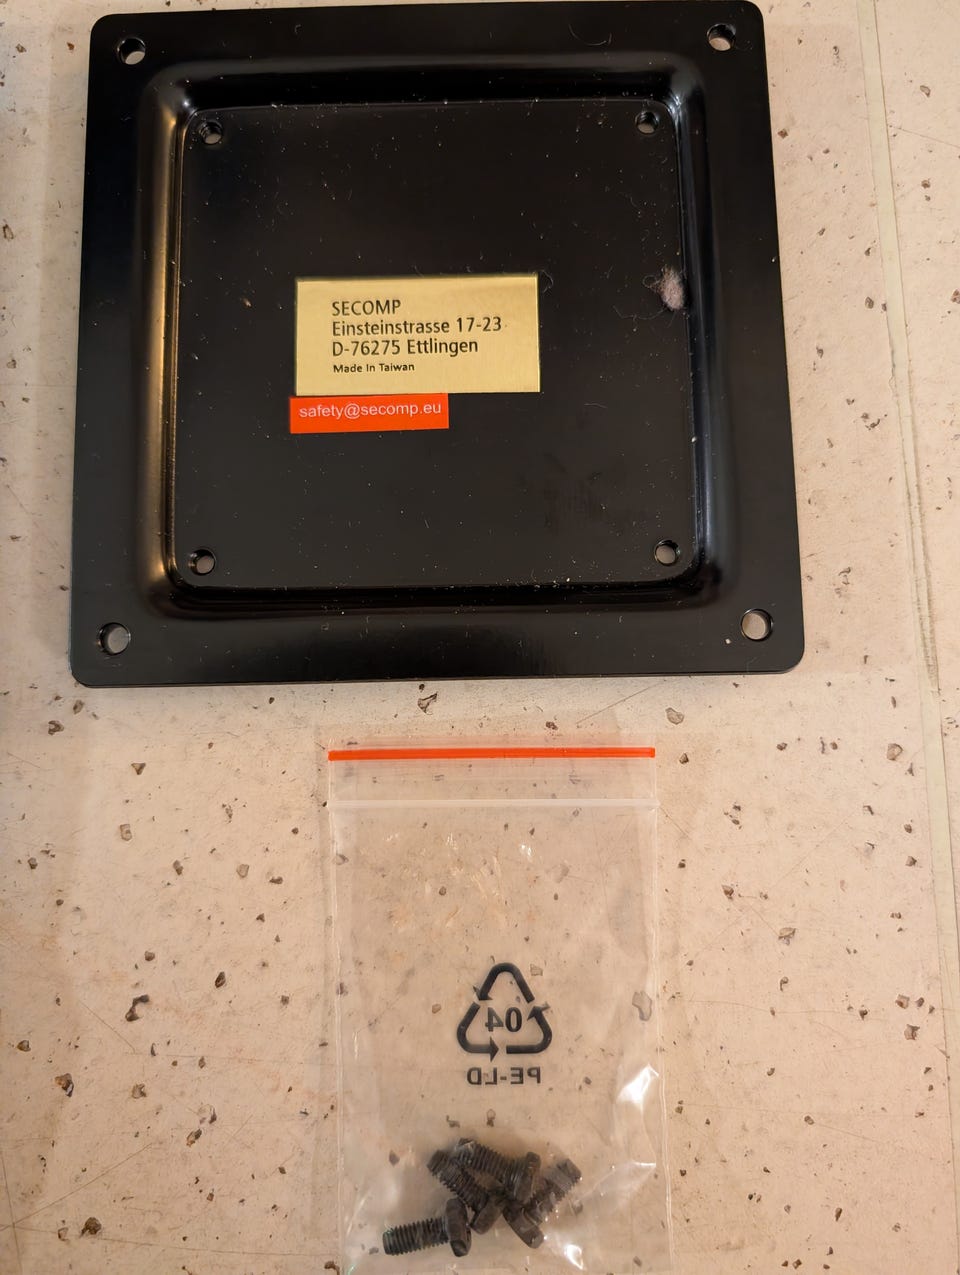 SECOMP
Einsteinstrasse 17-23
D-76275 Ettlingen
Made In Taiwan
safety@secomp.eu
04
PE-LD